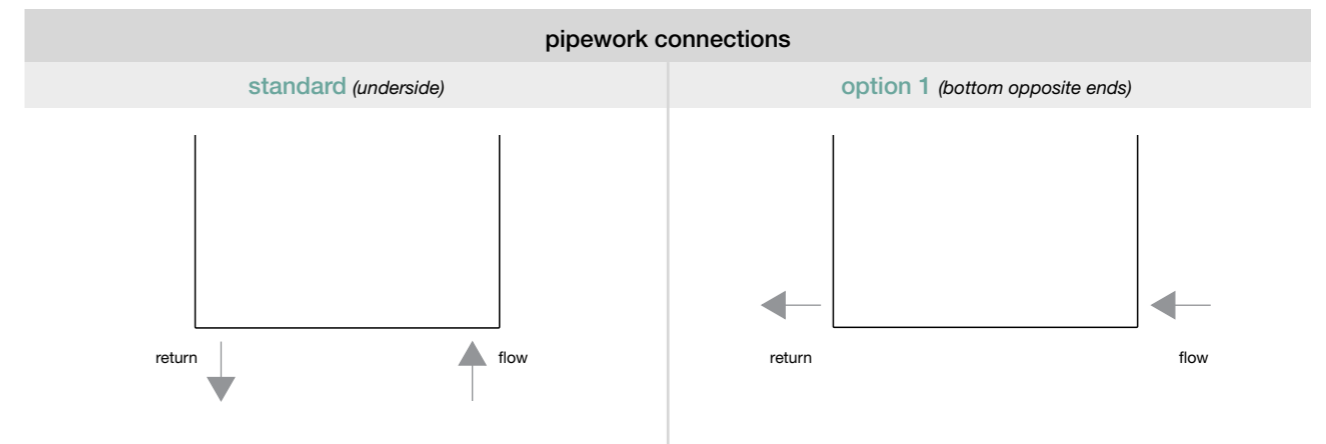 pipework connections
standard (underside)
option 1 (bottom opposite ends)
return
flow
return
flow